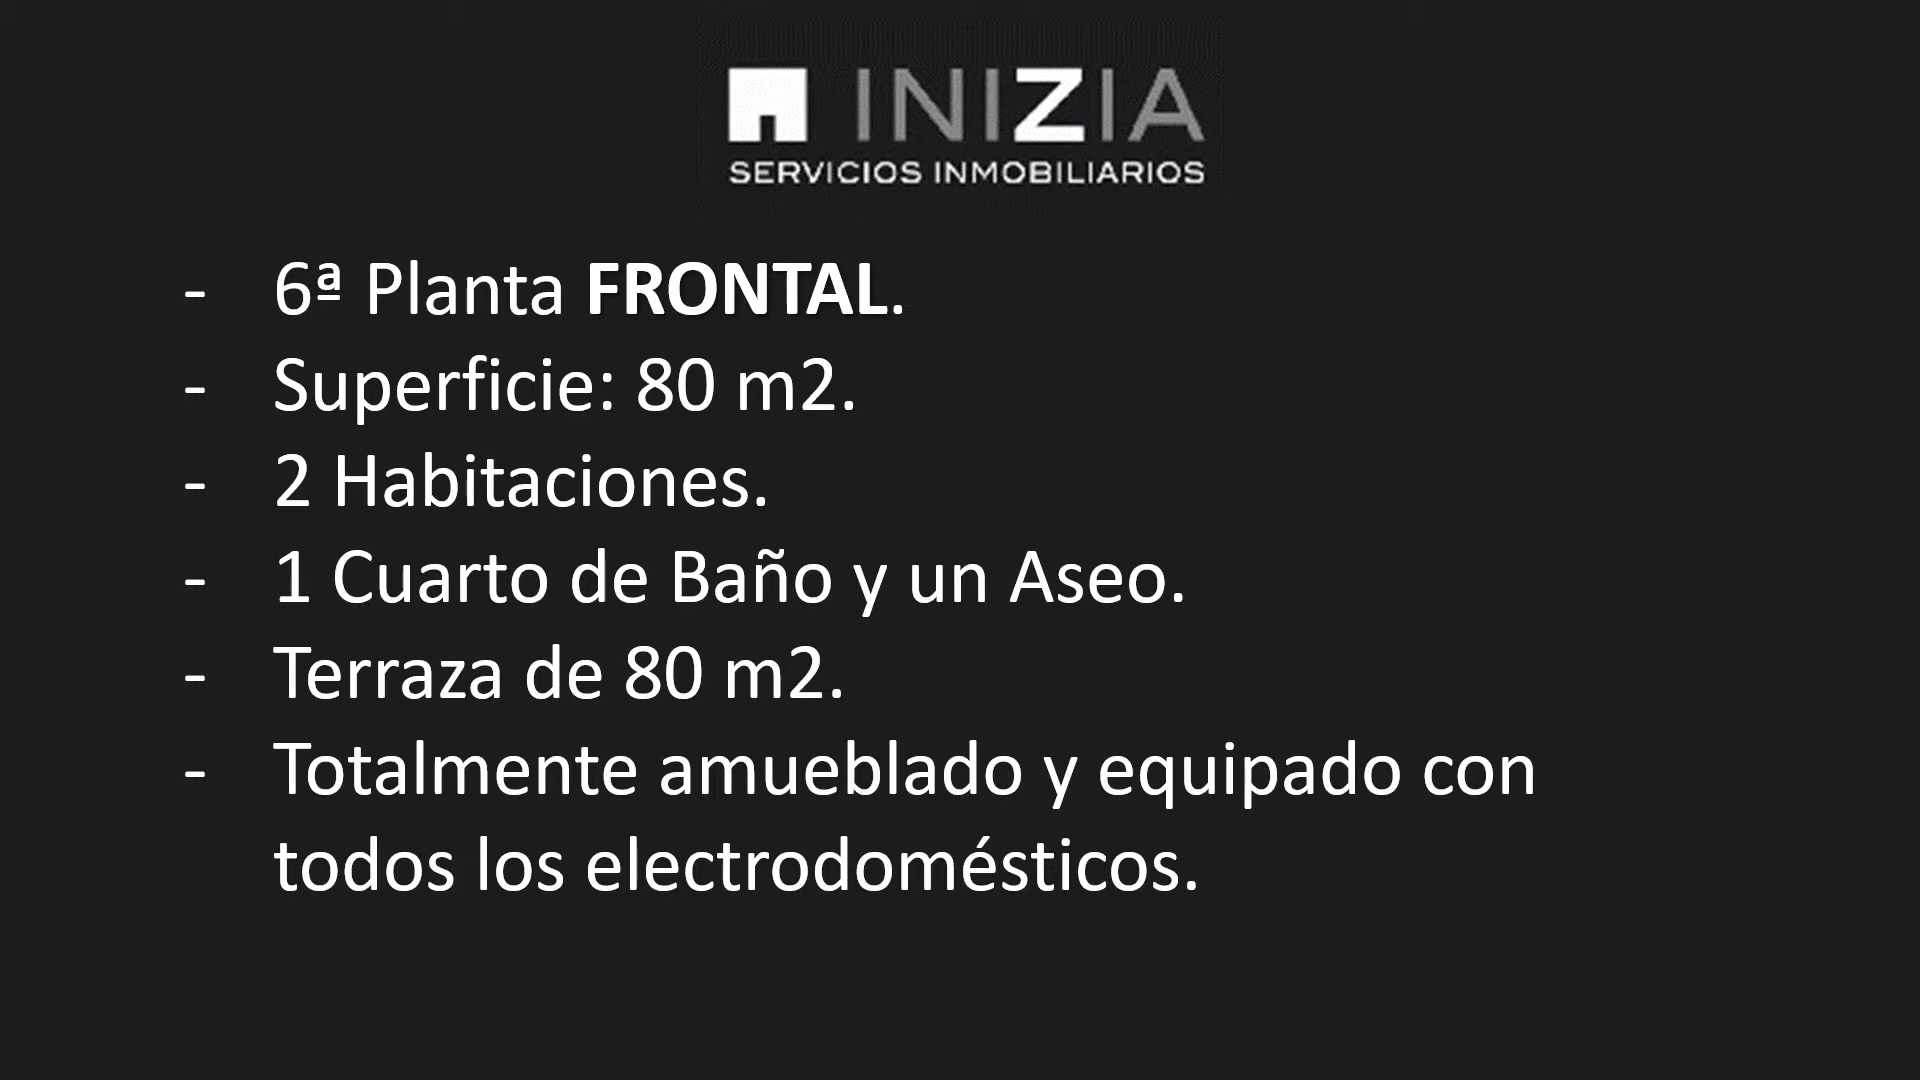 INIZIA
SERVICIOS INMOBILIARIOS
- 6ª Planta FRONTAL.
- Superficie: 80 m2.
- 2 Habitaciones.
- 1 Cuarto de Baño y un Aseo.
- Terraza de 80 m2.
- Totalmente amueblado y equipado con
todos los electrodomésticos.